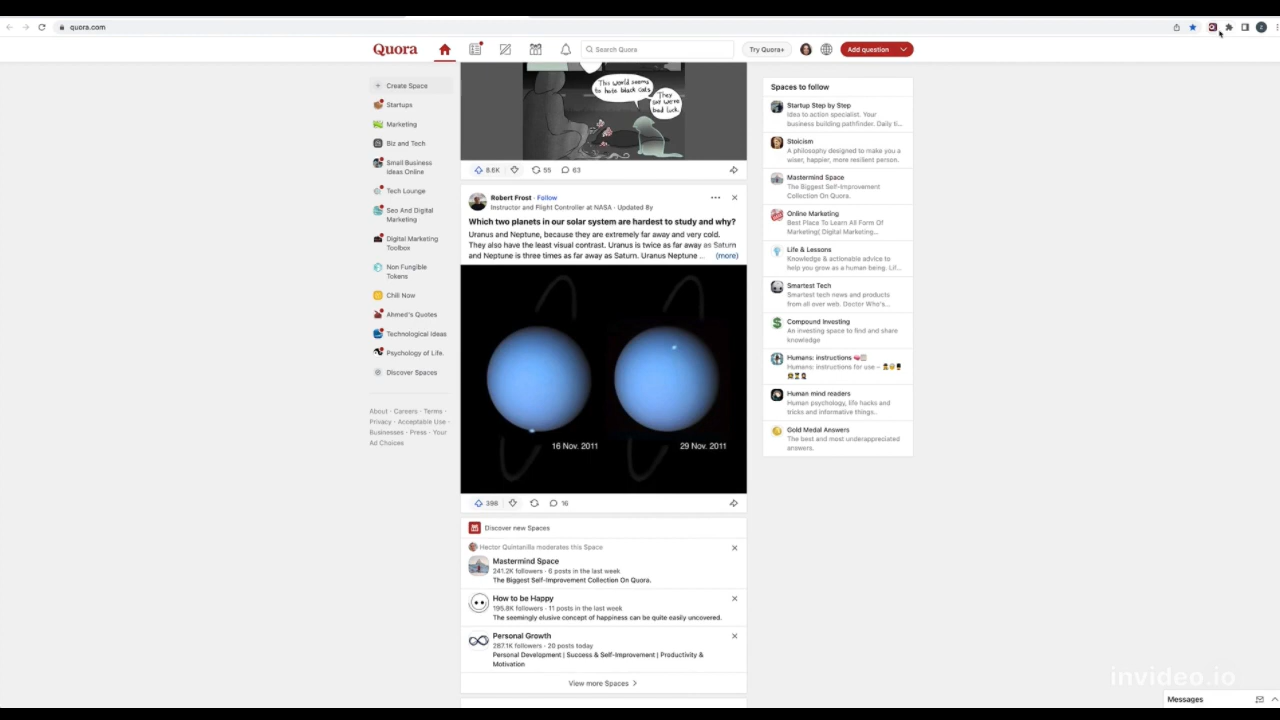 quora.com
Quora
Search Quora
Try Quora+
Add question
Create Space
Startups
Marketing
Biz and Tech
Small Business
Ideas Online
Tech Lounge
Seo And Digital
Marketing
Digital Marketing
Toolbox
Non Fungible
Tokens
Chill Now
Ahmed's Quotes
Technological Ideas
Psychology of Life.
Discover Spaces
About · Careers · Terms ·
Privacy · Acceptable Use ·
Businesses · Press · Your
Ad Choices
This world seems
to hate black cats.
They
say we're
bad luck.
8.6K
55
63
Robert Frost · Follow
Instructor and Flight Controller at NASA · Updated 8y
Which two planets in our solar system are hardest to study and why?
Uranus and Neptune, because they are extremely far away and very cold.
They also have the least visual contrast. Uranus is twice as far away as Saturn
and Neptune is three times as far away as Saturn. Uranus Neptune ... (more)
16 Nov. 2011
29 Nov. 2011
398
16
Discover new Spaces
Hector Quintanilla moderates this Space
Mastermind Space
241.2K followers · 6 posts in the last week
The Biggest Self-Improvement Collection On Quora.
How to be Happy
195.8K followers · 11 posts in the last week
The seemingly elusive concept of happiness can be quite easily uncovered.
Personal Growth
287.1K followers · 20 posts today
Personal Development | Success & Self-Improvement | Productivity &
Motivation
View more Spaces
Spaces to follow
Startup Step by Step
Idea to action specialist. Your
business building pathfinder. Daily ti...
Stoicism
A philosophy designed to make you a
wiser, happier, more resilient person.
Mastermind Space
The Biggest Self-Improvement
Collection On Quora.
Online Marketing
Best Place To Learn All Form Of
Marketing( Digital Marketing...
Life & Lessons
Knowledge & actionable advice to
help you grow as a human being. Lif...
Smartest Tech
Smartest tech news and products
from all over web. Doctor Who's...
Compound Investing
An investing space to find and share
knowledge
Humans: instructions
Humans: instructions for use –
Human mind readers
Human psychology, life hacks and
tricks and informative things..
Gold Medal Answers
The best and most underappreciated
answers.
invideo.io
Messages